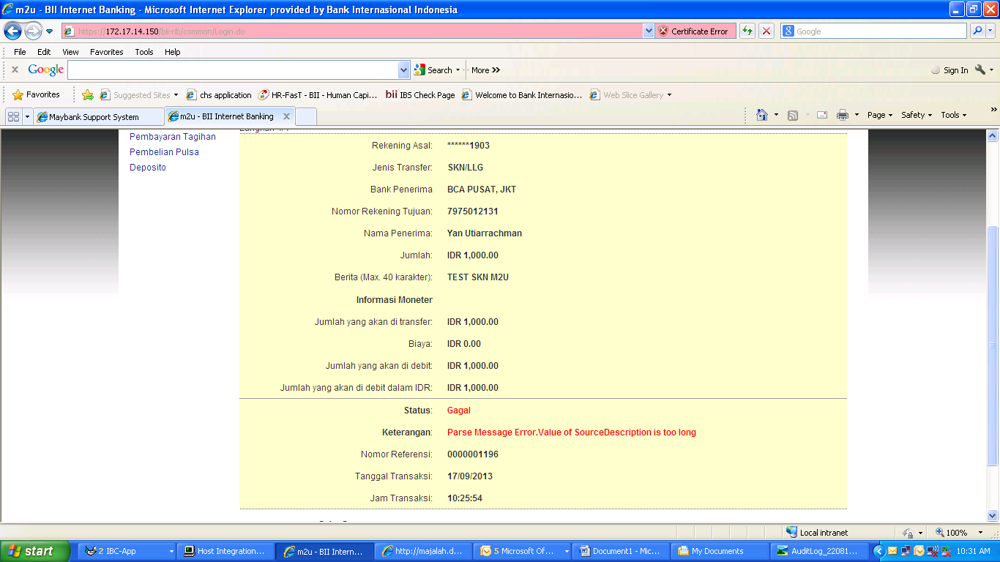 m2u - BII Internet Banking - Microsoft Internet Explorer provided by Bank Internasional Indonesia
https://172.17.14.150/bii-rib/common/Login.do Certificate Error Google
File Edit View Favorites Tools Help
x Google Search More >> Sign In
Favorites Suggested Sites chs application HR-FasT - BII - Human Capi... bii IBS Check Page Welcome to Bank Internasio... Web Slice Gallery
Maybank Support System m2u - BII Internet Banking x Page Safety Tools >>
Pembayaran Tagihan
Pembelian Pulsa
Deposito
Rekening Asal: ******1903
Jenis Transfer: SKN/LLG
Bank Penerima BCA PUSAT, JKT
Nomor Rekening Tujuan: 7975012131
Nama Penerima: Yan Utiarrachman
Jumlah: IDR 1,000.00
Berita (Max. 40 karakter): TEST SKN M2U
Informasi Moneter
Jumlah yang akan di transfer: IDR 1,000.00
Biaya: IDR 0.00
Jumlah yang akan di debit: IDR 1,000.00
Jumlah yang akan di debit dalam IDR: IDR 1,000.00
Status: Gagal
Keterangan: Parse Message Error.Value of SourceDescription is too long
Nomor Referensi: 0000001196
Tanggal Transaksi: 17/09/2013
Jam Transaksi: 10:25:54
Local intranet 100%
start 2 IBC-App Host Integration... m2u - BII Intern... http://majalah.d... 5 Microsoft Of... Document1 - Mic... My Documents AuditLog_22081... 10:31 AM